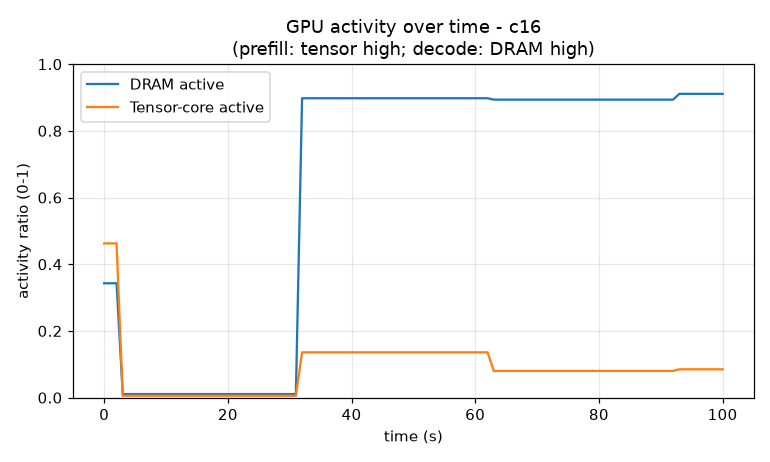 GPU activity over time - c16
(prefill: tensor high; decode: DRAM high)
DRAM active
Tensor-core active
activity ratio (0-1)
1.0
0.8
0.6
0.4
0.2
0.0
0 20 40 60 80 100
time (s)